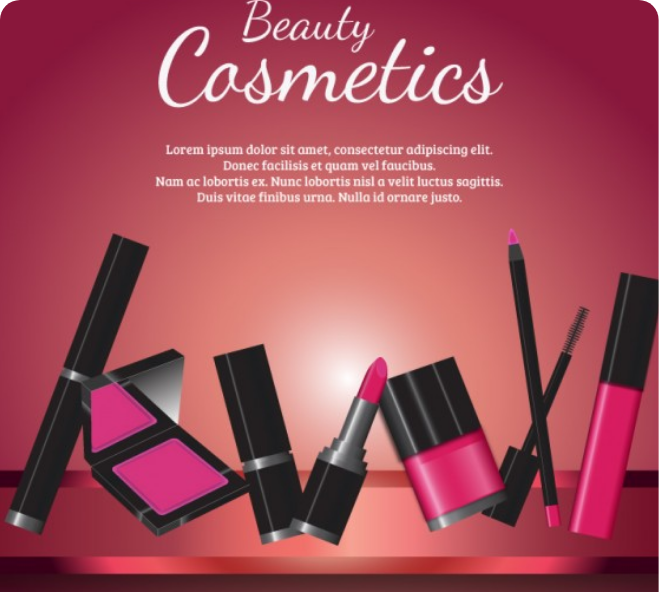 Beauty
Cosmetics
Lorem ipsum dolor sit amet, consectetur adipiscing elit.
Donec facilisis et quam vel faucibus.
Nam ac lobortis ex. Nunc lobortis nisl a velit luctus sagittis.
Duis vitae finibus urna. Nulla id ornare justo.